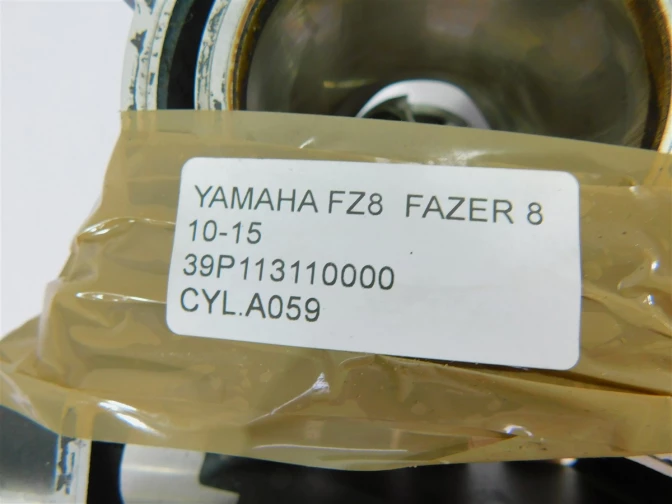 YAMAHA FZ8 FAZER 8
10-15
39P113110000
CYL.A059